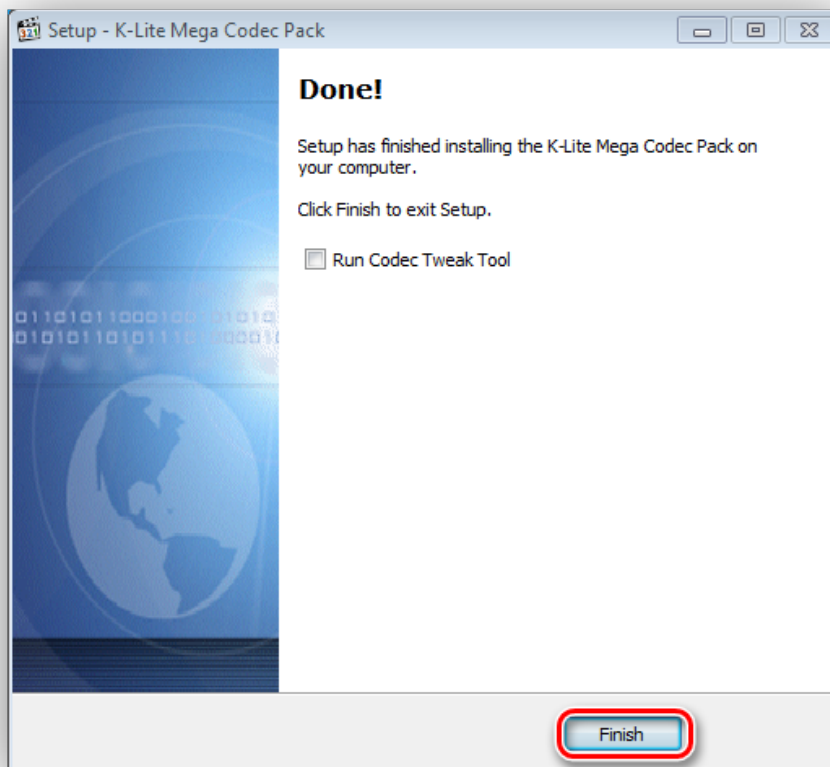 Setup - K-Lite Mega Codec Pack
Done!
Setup has finished installing the K-Lite Mega Codec Pack on
your computer.
Click Finish to exit Setup.
Run Codec Tweak Tool
Finish